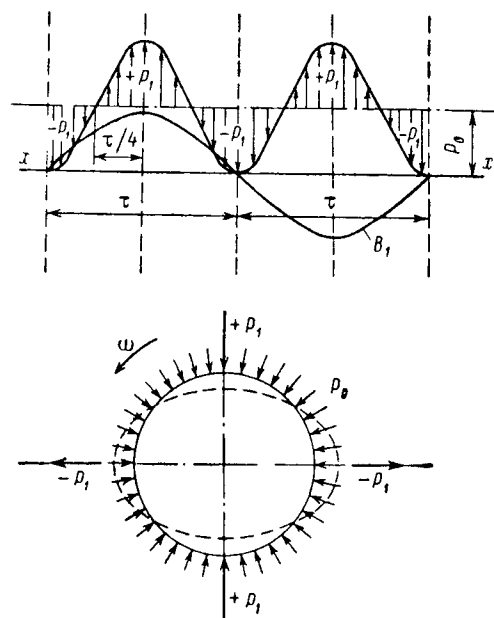 +p₁ +p₁
-p₁ -p₁ -p₁
p₀
τ/4
x x
τ τ
B₁
+p₁
ω
p₀
-p₁ -p₁
+p₁